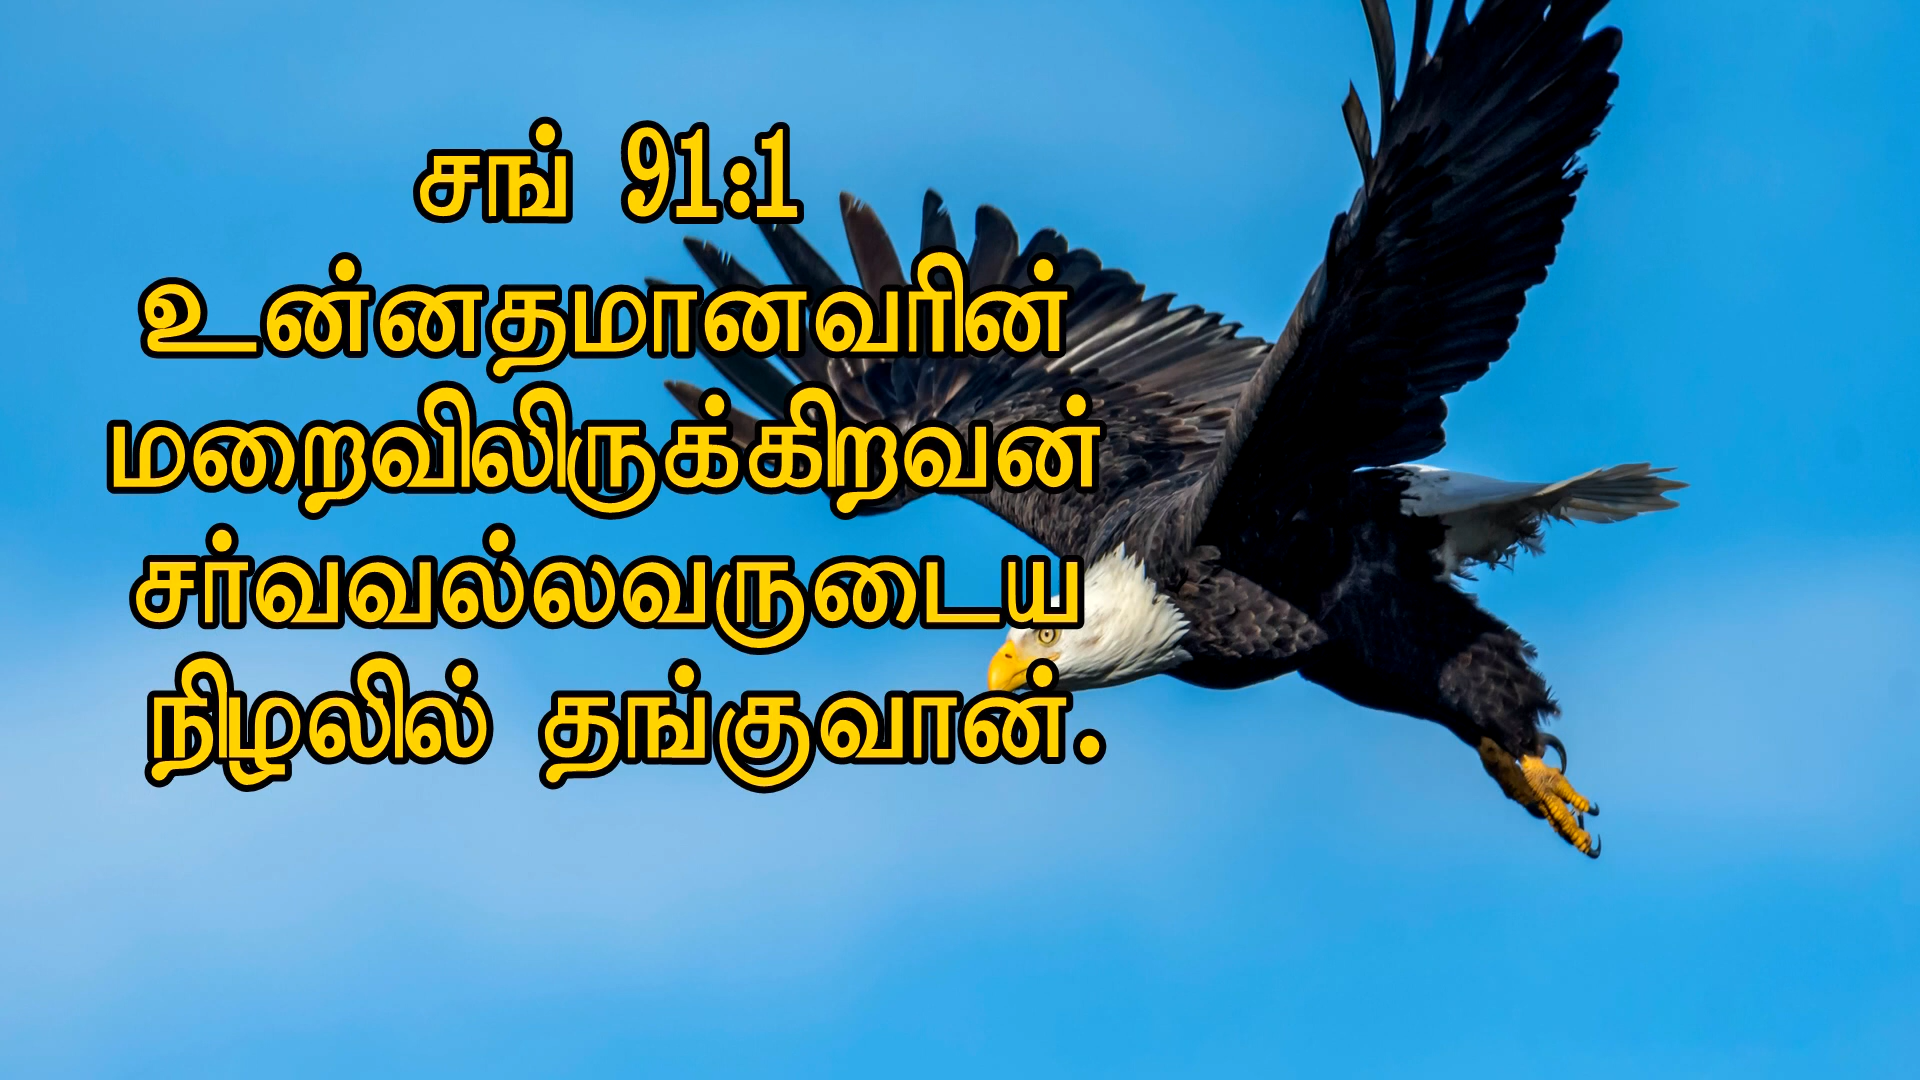 சங் 91:1
உன்னதமானவரின்
மறைவிலிருக்கிறவன்
சர்வவல்லவருடைய
நிழலில் தங்குவான்.